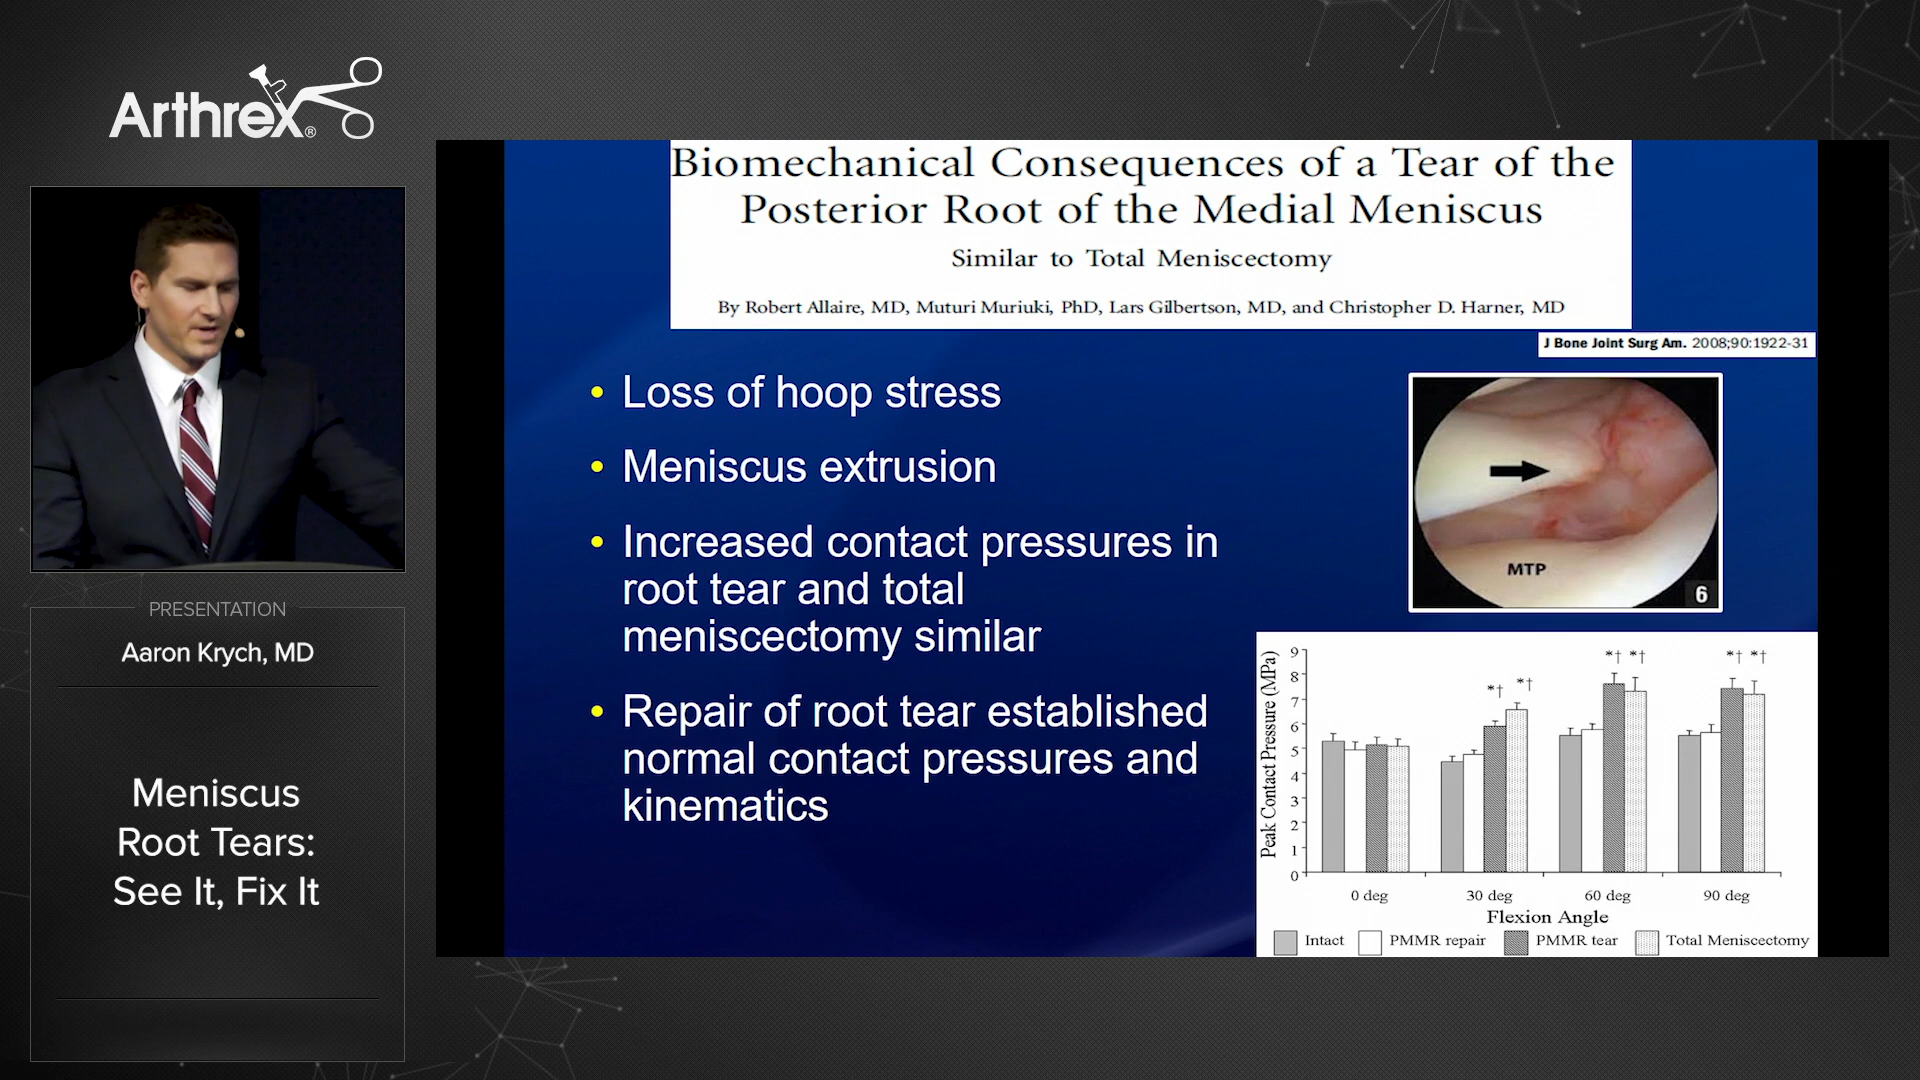 Arthrex®
PRESENTATION
Aaron Krych, MD
Meniscus
Root Tears:
See It, Fix It
Biomechanical Consequences of a Tear of the
Posterior Root of the Medial Meniscus
Similar to Total Meniscectomy
By Robert Allaire, MD, Muturi Muriuki, PhD, Lars Gilbertson, MD, and Christopher D. Harner, MD
J Bone Joint Surg Am. 2008;90:1922-31
• Loss of hoop stress
• Meniscus extrusion
• Increased contact pressures in
root tear and total
meniscectomy similar
• Repair of root tear established
normal contact pressures and
kinematics
MTP
6
Peak Contact Pressure (MPa)
9
8
7
6
5
4
3
2
1
0
*† *† *† *† *† *†
0 deg 30 deg 60 deg 90 deg
Flexion Angle
Intact PMMR repair PMMR tear Total Meniscectomy